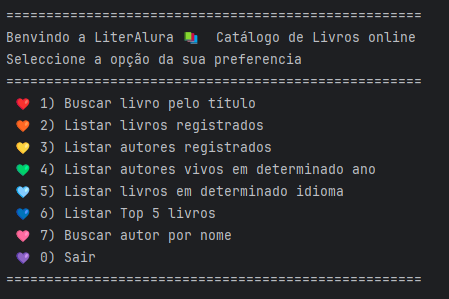 ====================================================
Benvindo a LiterAlura 📚 Catálogo de Livros online
Seleccione a opção da sua preferencia
====================================================
❤️ 1) Buscar livro pelo título
🧡 2) Listar livros registrados
💛 3) Listar autores registrados
💚 4) Listar autores vivos em determinado ano
🩵 5) Listar livros em determinado idioma
💙 6) Listar Top 5 livros
🩷 7) Buscar autor por nome
💜 0) Sair
====================================================